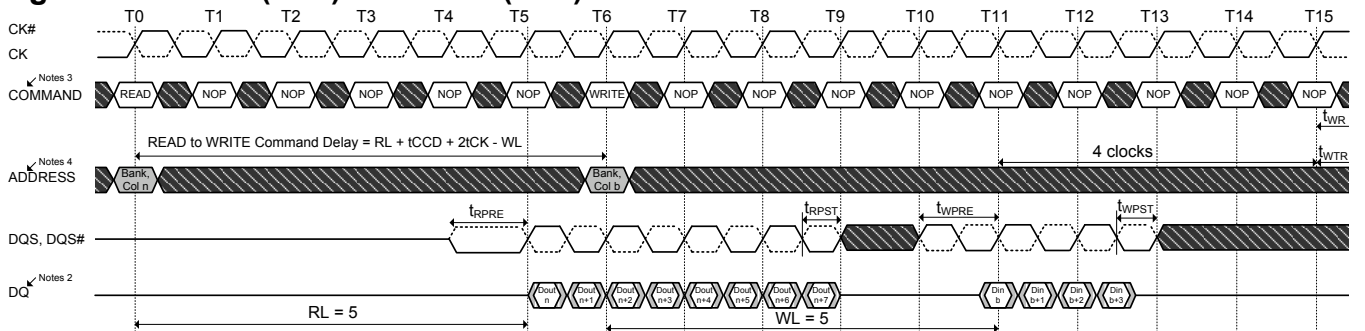 T0 T1 T2 T3 T4 T5 T6 T7 T8 T9 T10 T11 T12 T13 T14 T15
CK#
CK
Notes 3
COMMAND READ NOP NOP NOP NOP NOP WRITE NOP NOP NOP NOP NOP NOP NOP NOP NOP
tWR
READ to WRITE Command Delay = RL + tCCD + 2tCK - WL
4 clocks
tWTR
Notes 4
ADDRESS Bank, Col n Bank, Col b
tRPRE tRPST tWPRE tWPST
DQS, DQS#
Notes 2
DQ Dout n Dout n+1 Dout n+2 Dout n+3 Dout n+4 Dout n+5 Dout n+6 Dout n+7 Din b Din b+1 Din b+2 Din b+3
RL = 5 WL = 5